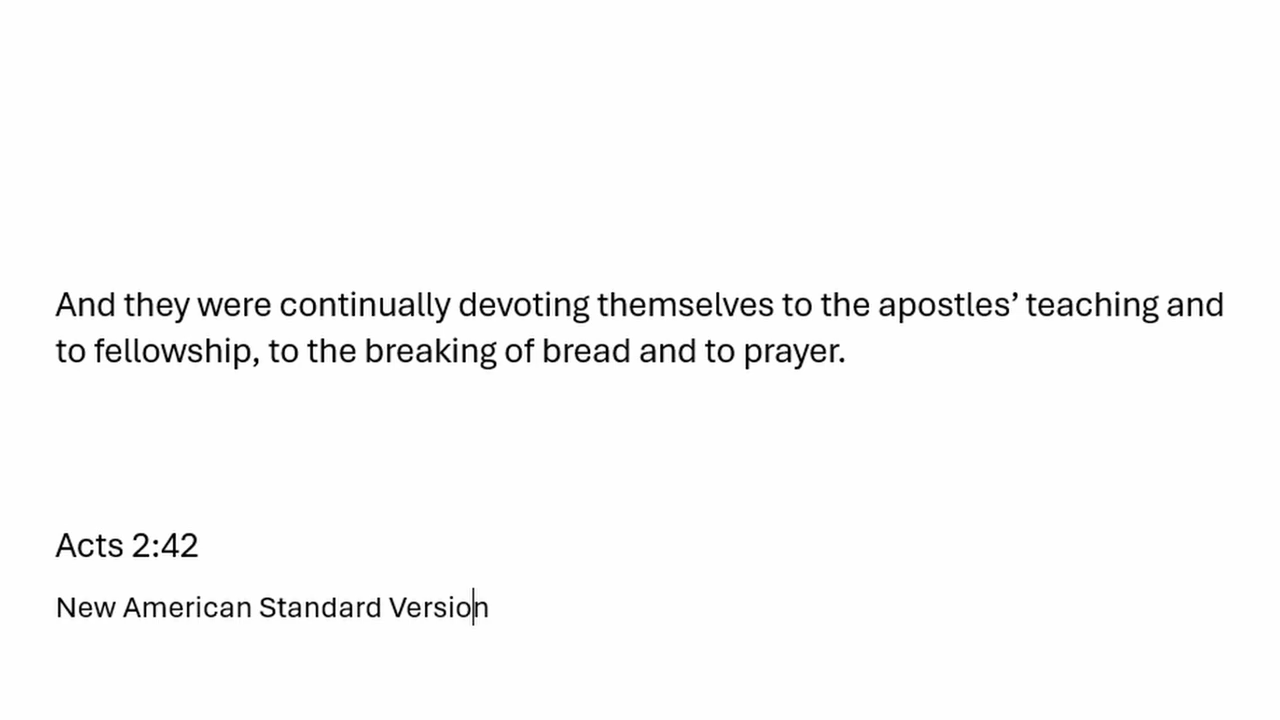 And they were continually devoting themselves to the apostles’ teaching and
to fellowship, to the breaking of bread and to prayer.
Acts 2:42
New American Standard Version